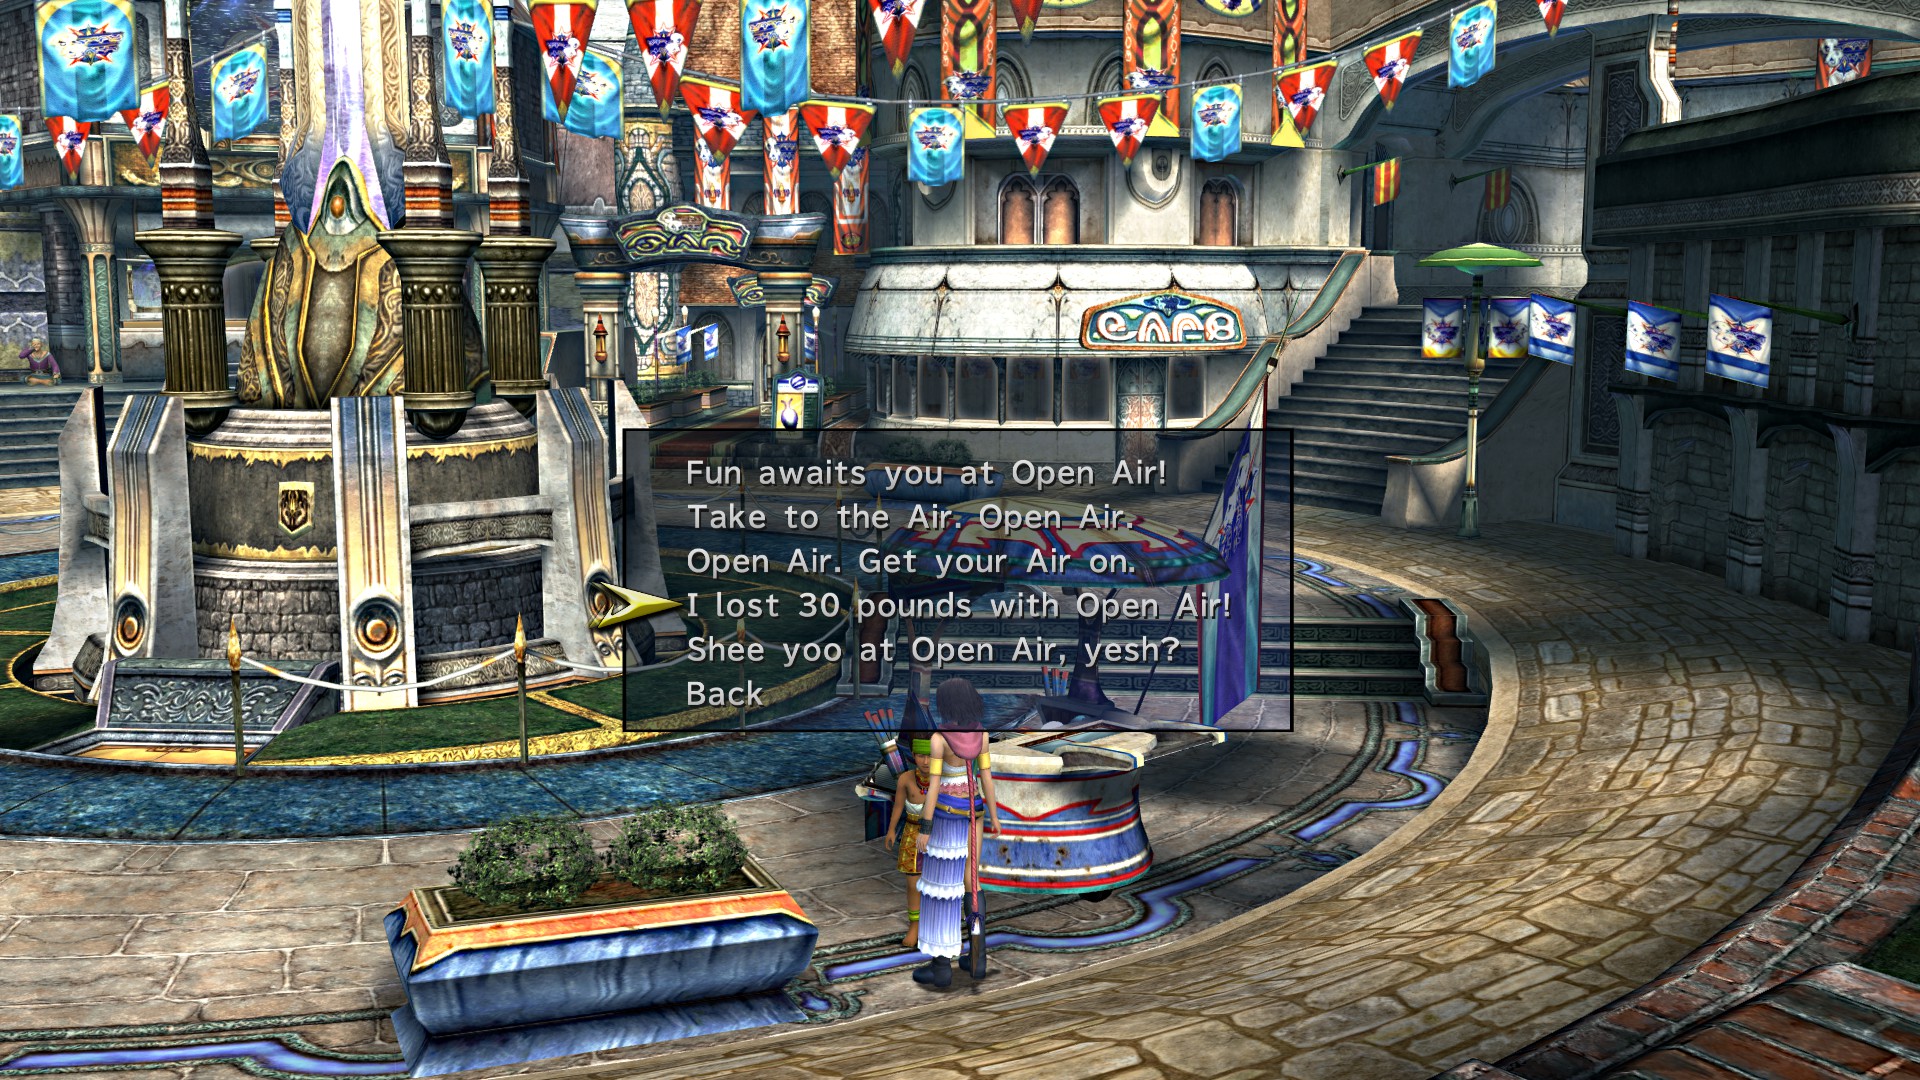 CAFE
Fun awaits you at Open Air!
Take to the Air. Open Air.
Open Air. Get your Air on.
I lost 30 pounds with Open Air!
Shee yoo at Open Air, yesh?
Back